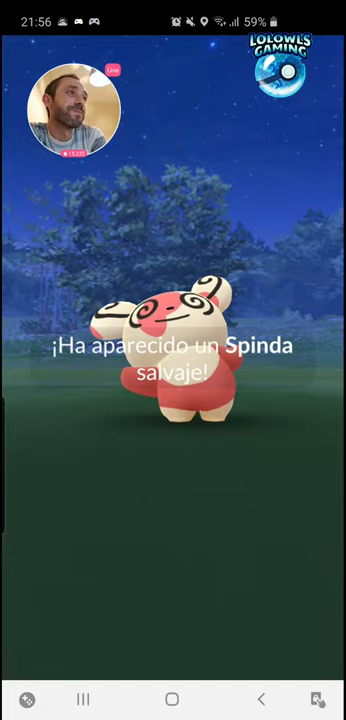 21:56
59%
LOLOWLS
GAMING
Live
¡Ha aparecido un Spinda
salvaje!